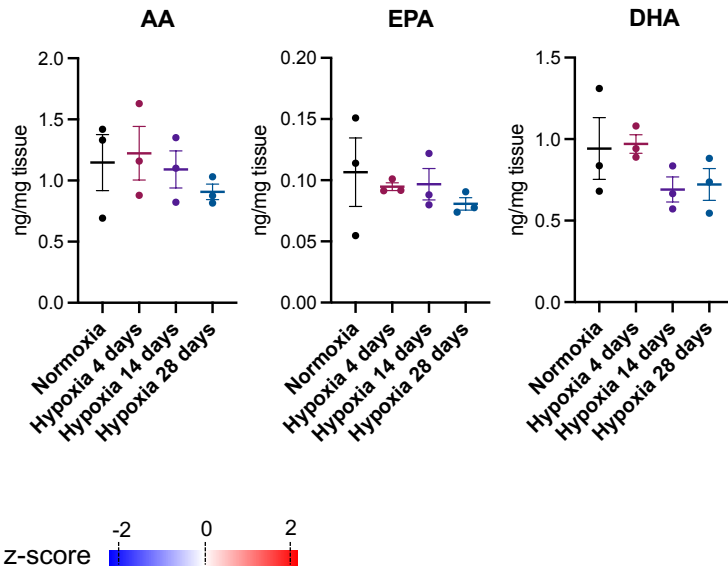 AA
EPA
DHA
2.0
1.5
1.0
0.5
0.0
ng/mg tissue
Normoxia
Hypoxia 4 days
Hypoxia 14 days
Hypoxia 28 days
0.20
0.15
0.10
0.05
0.00
ng/mg tissue
Normoxia
Hypoxia 4 days
Hypoxia 14 days
Hypoxia 28 days
1.5
1.0
0.5
0.0
ng/mg tissue
Normoxia
Hypoxia 4 days
Hypoxia 14 days
Hypoxia 28 days
-2 0 2
z-score